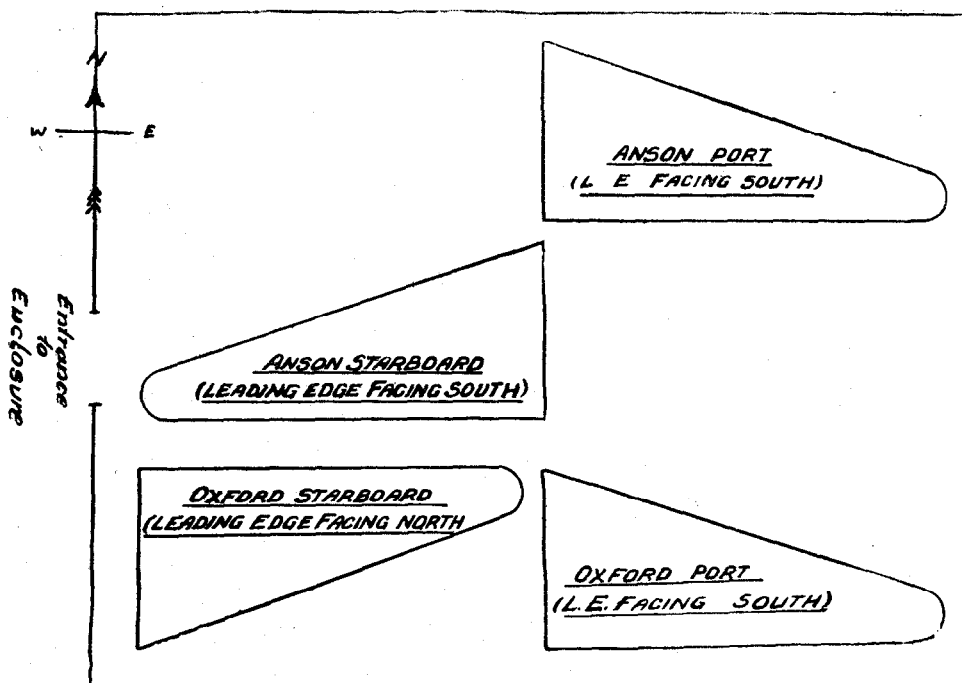 N
W E
ANSON PORT
(L E FACING SOUTH)
Entrance
to
Enclosure
ANSON STARBOARD
(LEADING EDGE FACING SOUTH)
OXFORD STARBOARD
(LEADING EDGE FACING NORTH
OXFORD PORT
(L.E. FACING SOUTH)